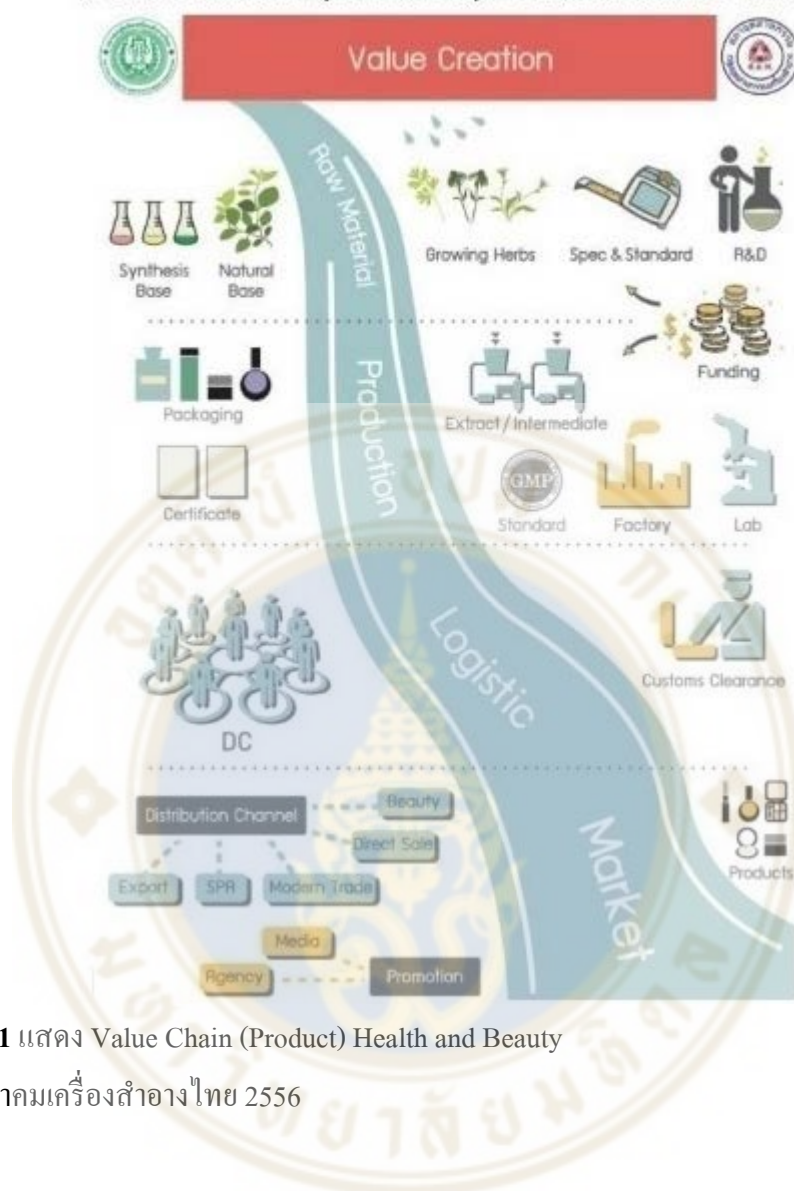 Value Creation
Raw Material
Synthesis
Base
Natural
Base
Growing Herbs
Spec & Standard
R&D
Funding
Production
Packaging
Certificate
Extract / Intermediate
GMP
Standard
Factory
Lab
Logistic
DC
Customs Clearance
Market
Distribution Channel
Beauty
Direct Sale
Export
SPA
Modern Trade
Media
Agency
Promotion
Products
1 แสดง Value Chain (Product) Health and Beauty
าคมเครื่องสำอางไทย 2556